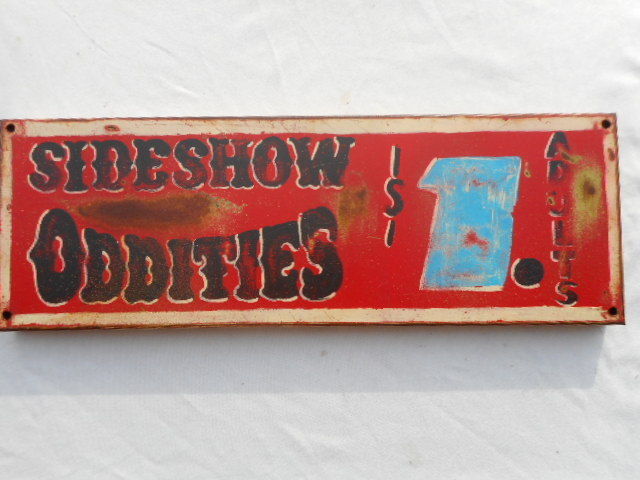 SIDESHOW
ODDITIES
ISI
1.
ADULTS